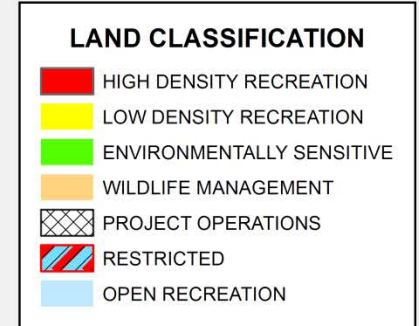 LAND CLASSIFICATION
HIGH DENSITY RECREATION
LOW DENSITY RECREATION
ENVIRONMENTALLY SENSITIVE
WILDLIFE MANAGEMENT
PROJECT OPERATIONS
RESTRICTED
OPEN RECREATION